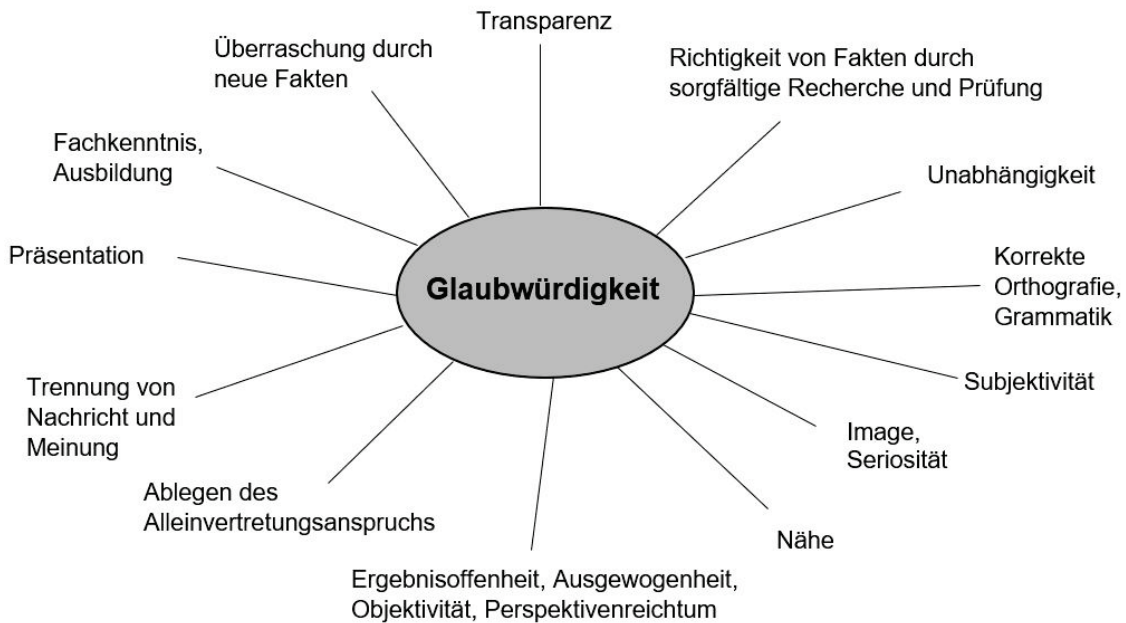 Transparenz
Überraschung durch
neue Fakten
Richtigkeit von Fakten durch
sorgfältige Recherche und Prüfung
Fachkenntnis,
Ausbildung
Unabhängigkeit
Präsentation
Glaubwürdigkeit
Korrekte
Orthografie,
Grammatik
Trennung von
Nachricht und
Meinung
Subjektivität
Image,
Seriosität
Ablegen des
Alleinvertretungsanspruchs
Nähe
Ergebnisoffenheit, Ausgewogenheit,
Objektivität, Perspektivenreichtum